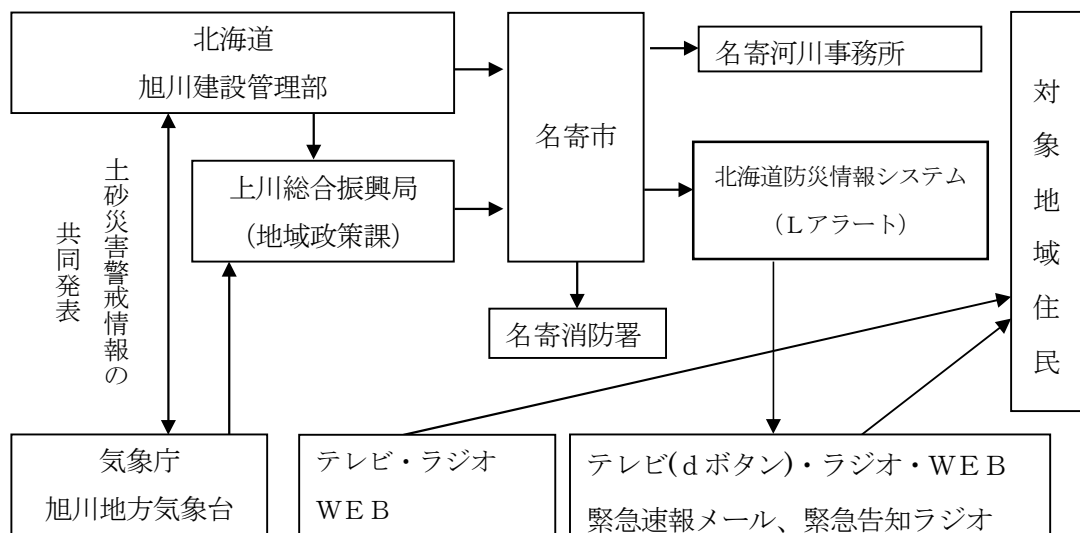 北海道
旭川建設管理部
名寄市
名寄河川事務所
対象地域住民
土砂災害警戒情報の
共同発表
上川総合振興局
（地域政策課）
北海道防災情報システム
（Ｌアラート）
名寄消防署
気象庁
旭川地方気象台
テレビ・ラジオ
ＷＥＢ
テレビ(ｄボタン)・ラジオ・ＷＥＢ
緊急速報メール、緊急告知ラジオ